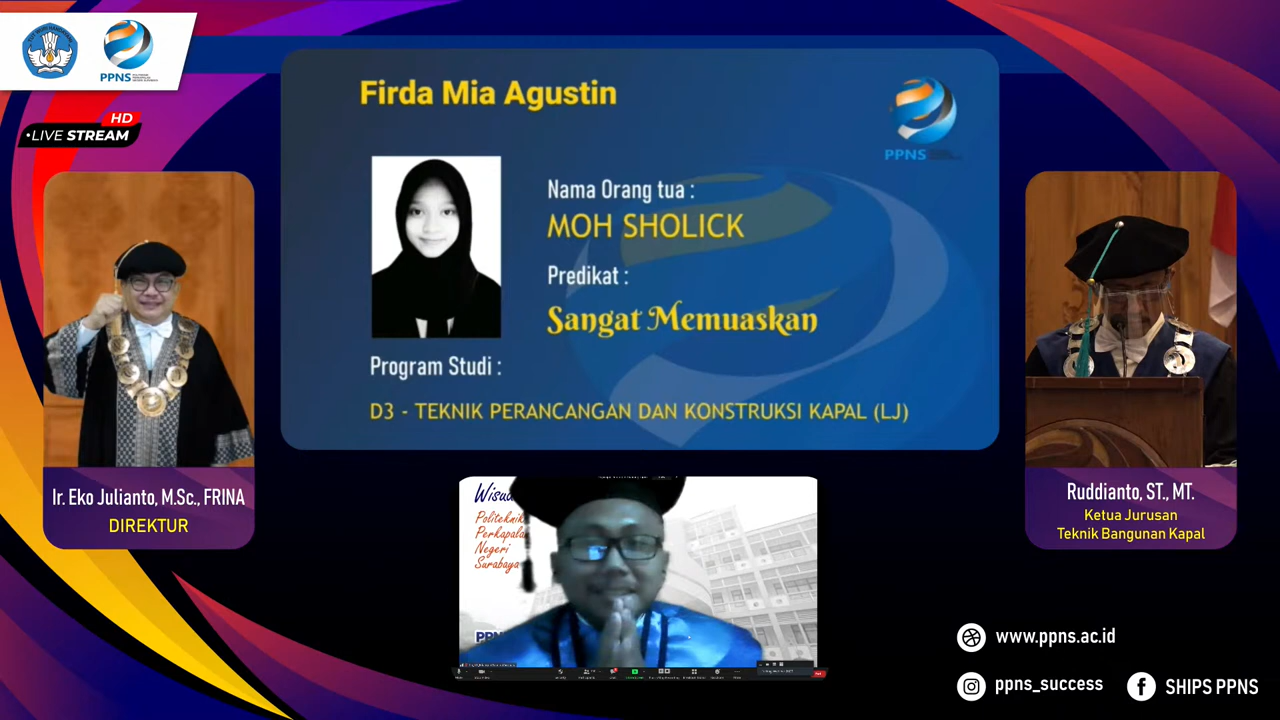 PPNS
HD
LIVE STREAM
Firda Mia Agustin
PPNS
Nama Orang tua :
MOH SHOLICK
Predikat :
Sangat Memuaskan
Program Studi :
D3 - TEKNIK PERANCANGAN DAN KONSTRUKSI KAPAL (LJ)
Ir. Eko Julianto, M.Sc., FRINA
DIREKTUR
Ruddianto, ST., MT.
Ketua Jurusan
Teknik Bangunan Kapal
Politeknik
Perkapalan
Negeri
Surabaya
PPNS
www.ppns.ac.id
ppns_success
SHIPS PPNS